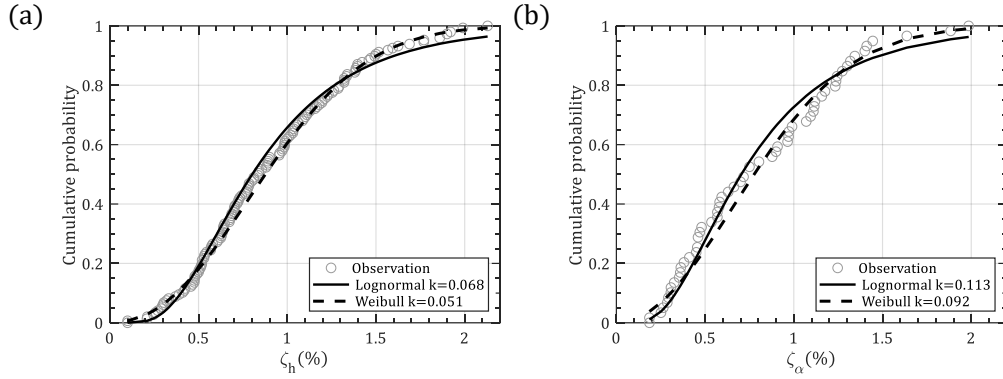 (a)
Cumulative probability
1
0.8
0.6
0.4
0.2
0
0
0.5
1
1.5
2
ζh(%)
Observation
Lognormal k=0.068
Weibull k=0.051
(b)
Cumulative probability
1
0.8
0.6
0.4
0.2
0
0
0.5
1
1.5
2
ζα(%)
Observation
Lognormal k=0.113
Weibull k=0.092